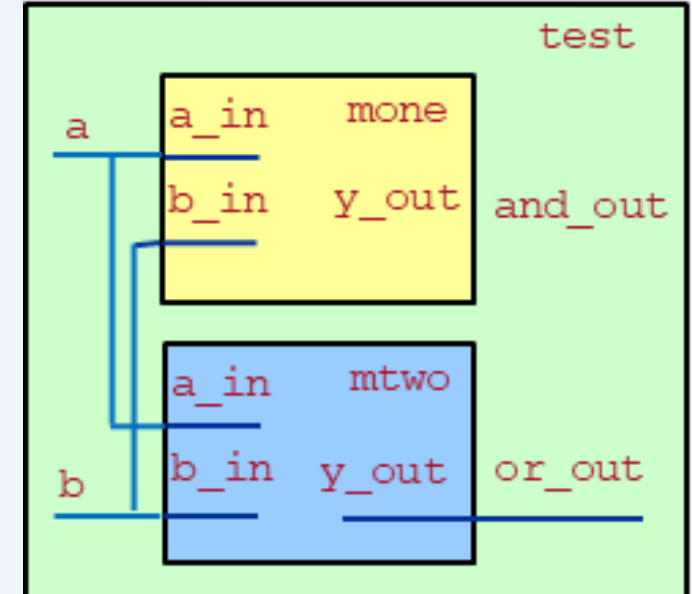 test
a
a_in mone
b_in y_out and_out
a_in mtwo
b b_in y_out or_out